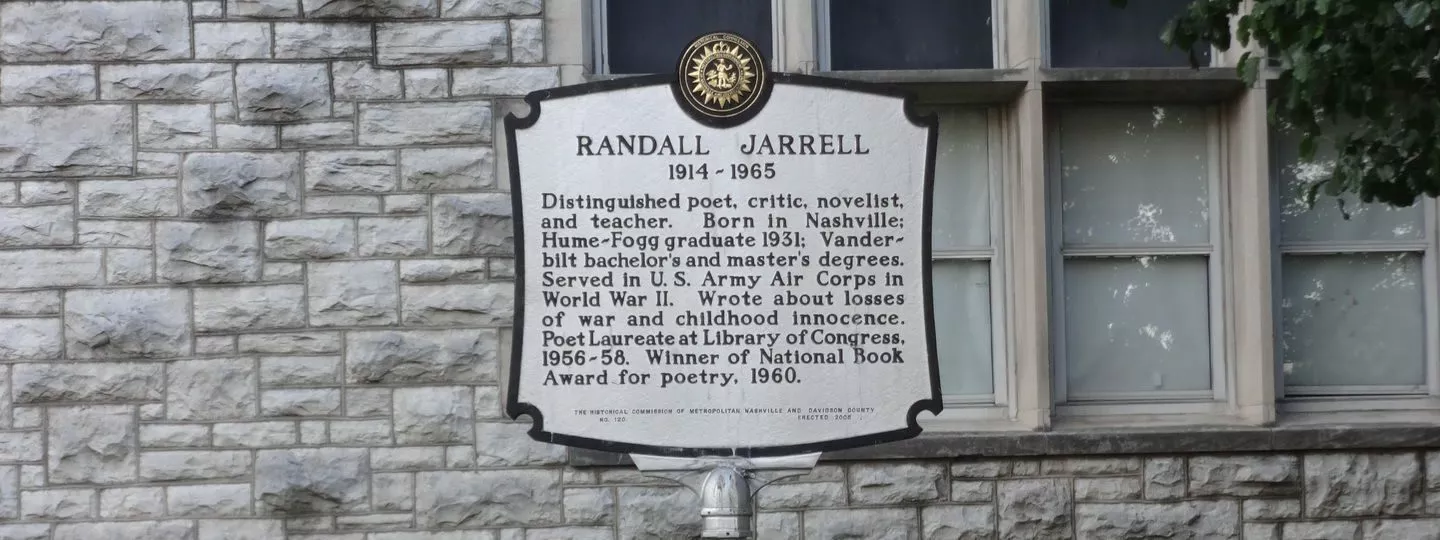 RANDALL JARRELL
1914 ~ 1965
Distinguished poet, critic, novelist,
and teacher. Born in Nashville;
Hume-Fogg graduate 1931; Vander-
bilt bachelor's and master's degrees.
Served in U. S. Army Air Corps in
World War II. Wrote about losses
of war and childhood innocence.
Poet Laureate at Library of Congress,
1956-58. Winner of National Book
Award for poetry, 1960.
THE HISTORICAL COMMISSION OF METROPOLITAN NASHVILLE AND DAVIDSON COUNTY
NO. 120 ERECTED